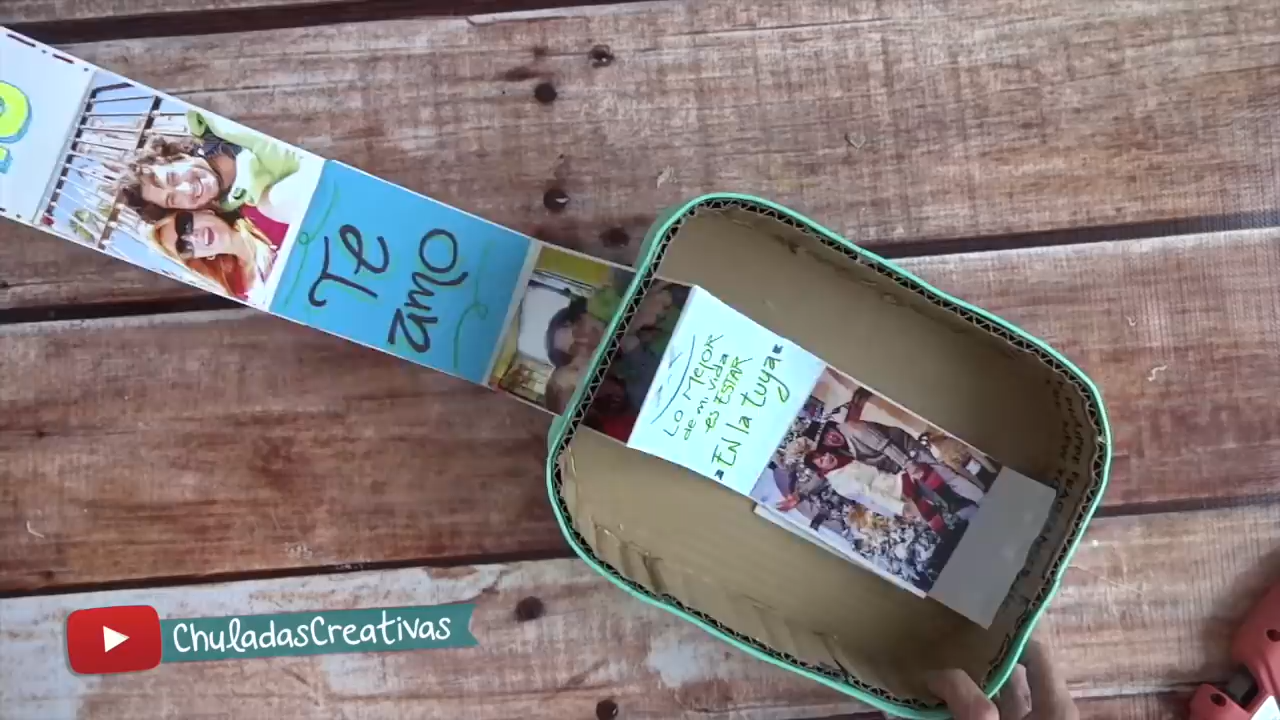 Te
amo
Lo MEJOR
de mi vida
es ESTAR
EN la tuya
ChuladasCreativas